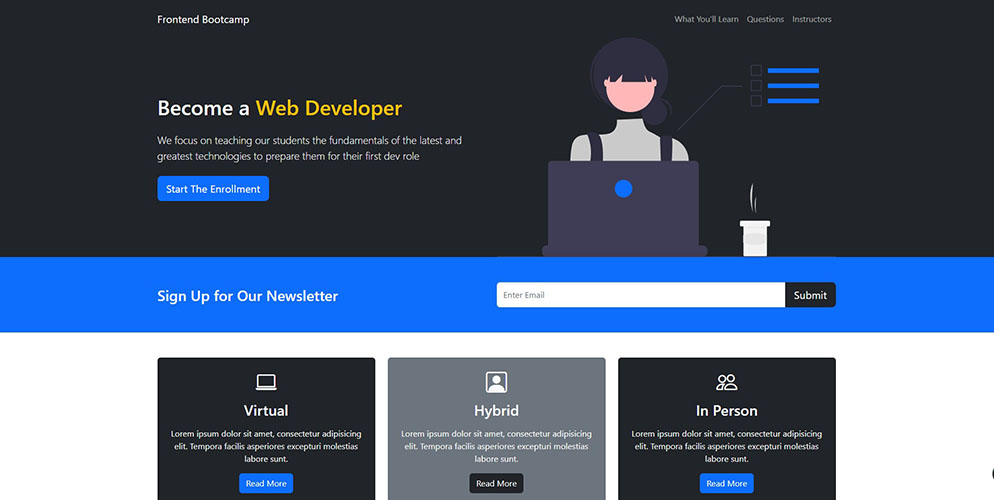 Frontend Bootcamp
What You'll Learn
Questions
Instructors
Become a Web Developer
We focus on teaching our students the fundamentals of the latest and
greatest technologies to prepare them for their first dev role
Start The Enrollment
Sign Up for Our Newsletter
Enter Email
Submit
Virtual
Lorem ipsum dolor sit amet, consectetur adipisicing
elit. Tempora facilis asperiores excepturi molestias
labore sunt.
Read More
Hybrid
Lorem ipsum dolor sit amet, consectetur adipisicing
elit. Tempora facilis asperiores excepturi molestias
labore sunt.
Read More
In Person
Lorem ipsum dolor sit amet, consectetur adipisicing
elit. Tempora facilis asperiores excepturi molestias
labore sunt.
Read More